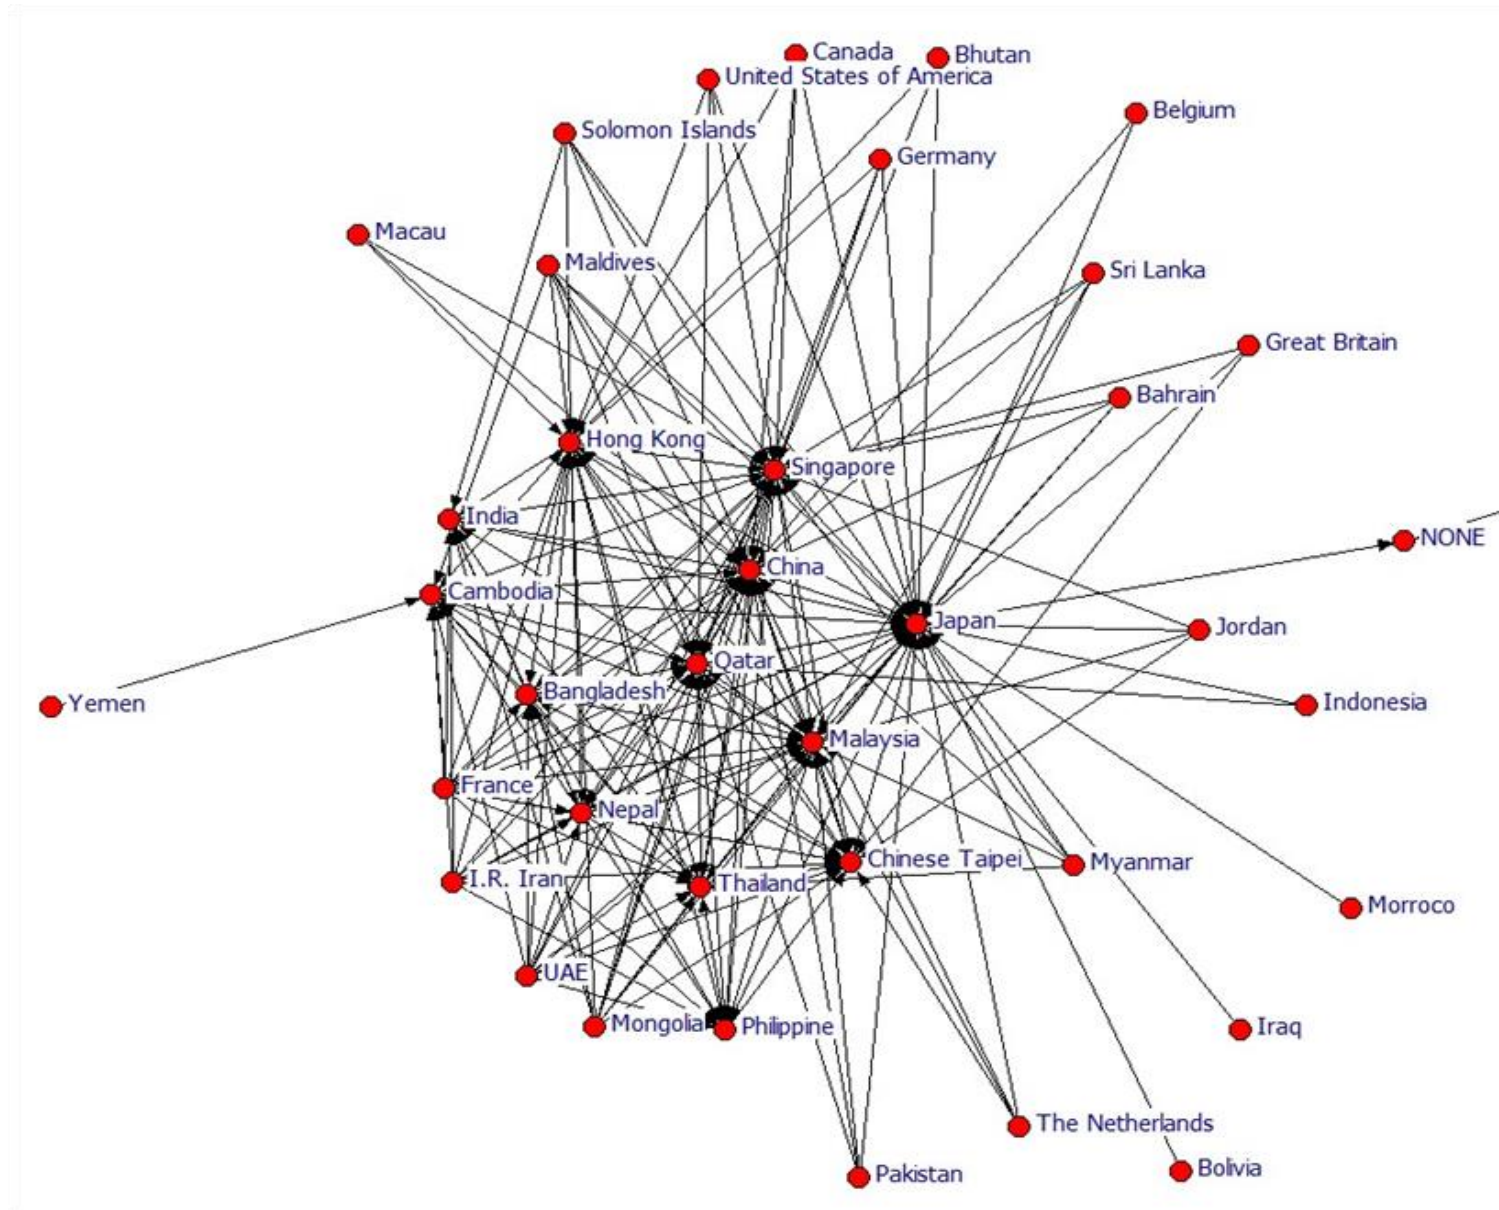 Canada
Bhutan
United States of America
Belgium
Solomon Islands
Germany
Macau
Maldives
Sri Lanka
Great Britain
Bahrain
Hong Kong
Singapore
India
NONE
China
Cambodia
Japan
Jordan
Qatar
Bangladesh
Yemen
Indonesia
Malaysia
France
Nepal
Chinese Taipei
Myanmar
I.R. Iran
Thailand
Morroco
UAE
Mongolia
Philippine
Iraq
The Netherlands
Bolivia
Pakistan